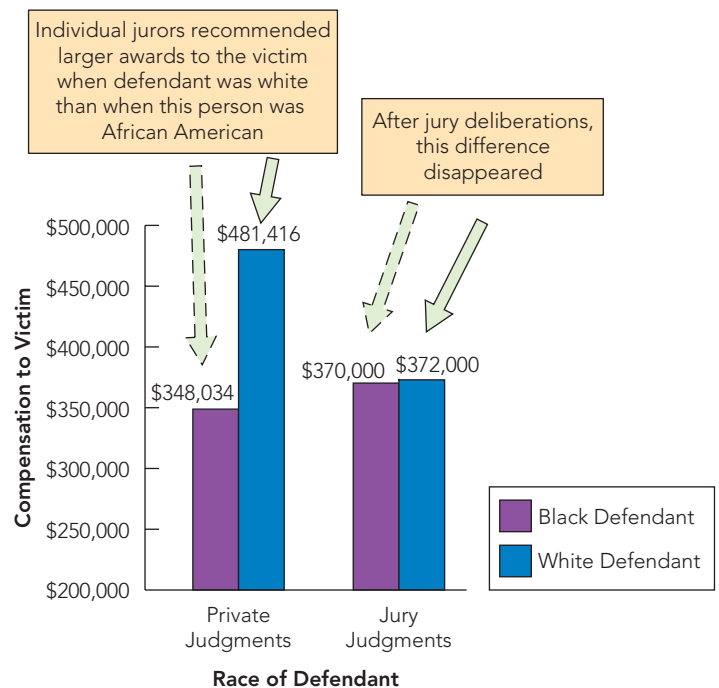 Individual jurors recommended
larger awards to the victim
when defendant was white
than when this person was
African American
After jury deliberations,
this difference
disappeared
Compensation to Victim
$500,000
$450,000
$400,000
$350,000
$300,000
$250,000
$200,000
$481,416
$348,034
$370,000
$372,000
Black Defendant
White Defendant
Private
Judgments
Jury
Judgments
Race of Defendant